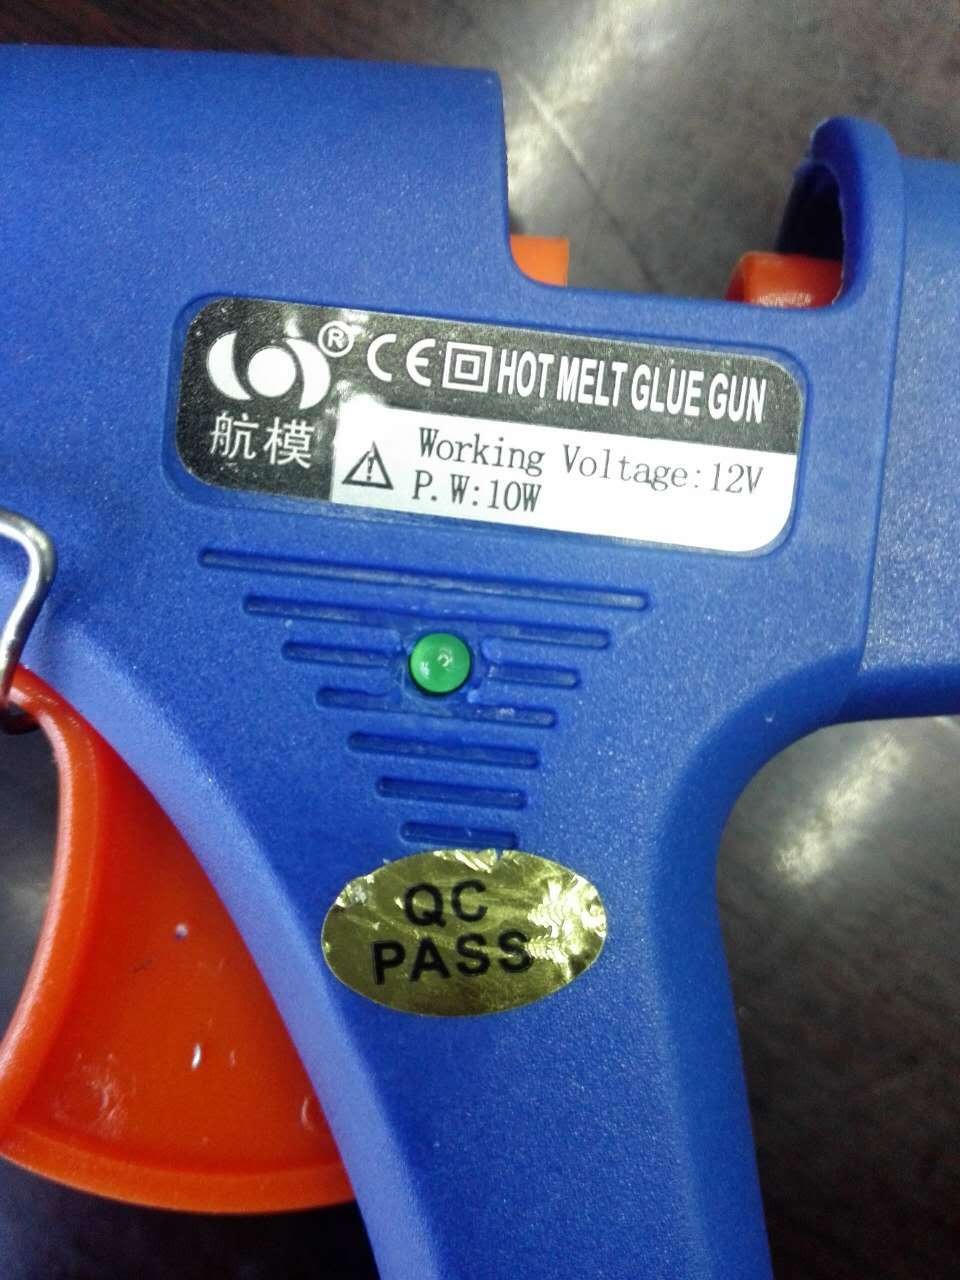 ®
CE HOT MELT GLUE GUN
航模
Working Voltage:12V
P.W:10W
QC
PASS